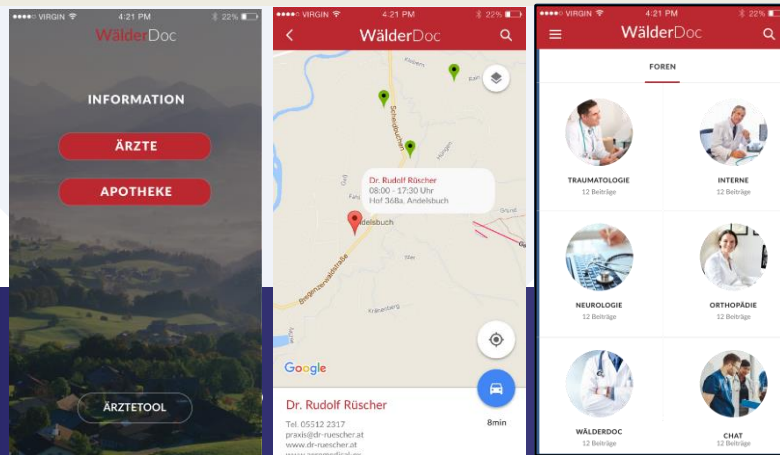 VIRGIN 4:21 PM 22%
WälderDoc
INFORMATION
ÄRZTE
APOTHEKE
ÄRZTETOOL
VIRGIN 4:21 PM 22%
WälderDoc
Scheidbuchen
Dr. Rudolf Rüscher
08:00 - 17:30 Uhr
Hof 368a, Andelsbuch
delsbuch
Bregenzerwaldstraße
Krähenberg
Google
Dr. Rudolf Rüscher
8min
Tel. 05512 2317
praxis@dr-ruescher.at
www.dr-ruescher.at
VIRGIN 4:21 PM 22%
WälderDoc
FOREN
TRAUMATOLOGIE
12 Beiträge
INTERNE
12 Beiträge
NEUROLOGIE
12 Beiträge
ORTHOPÄDIE
12 Beiträge
WÄLDERDOC
12 Beiträge
CHAT
12 Beiträge